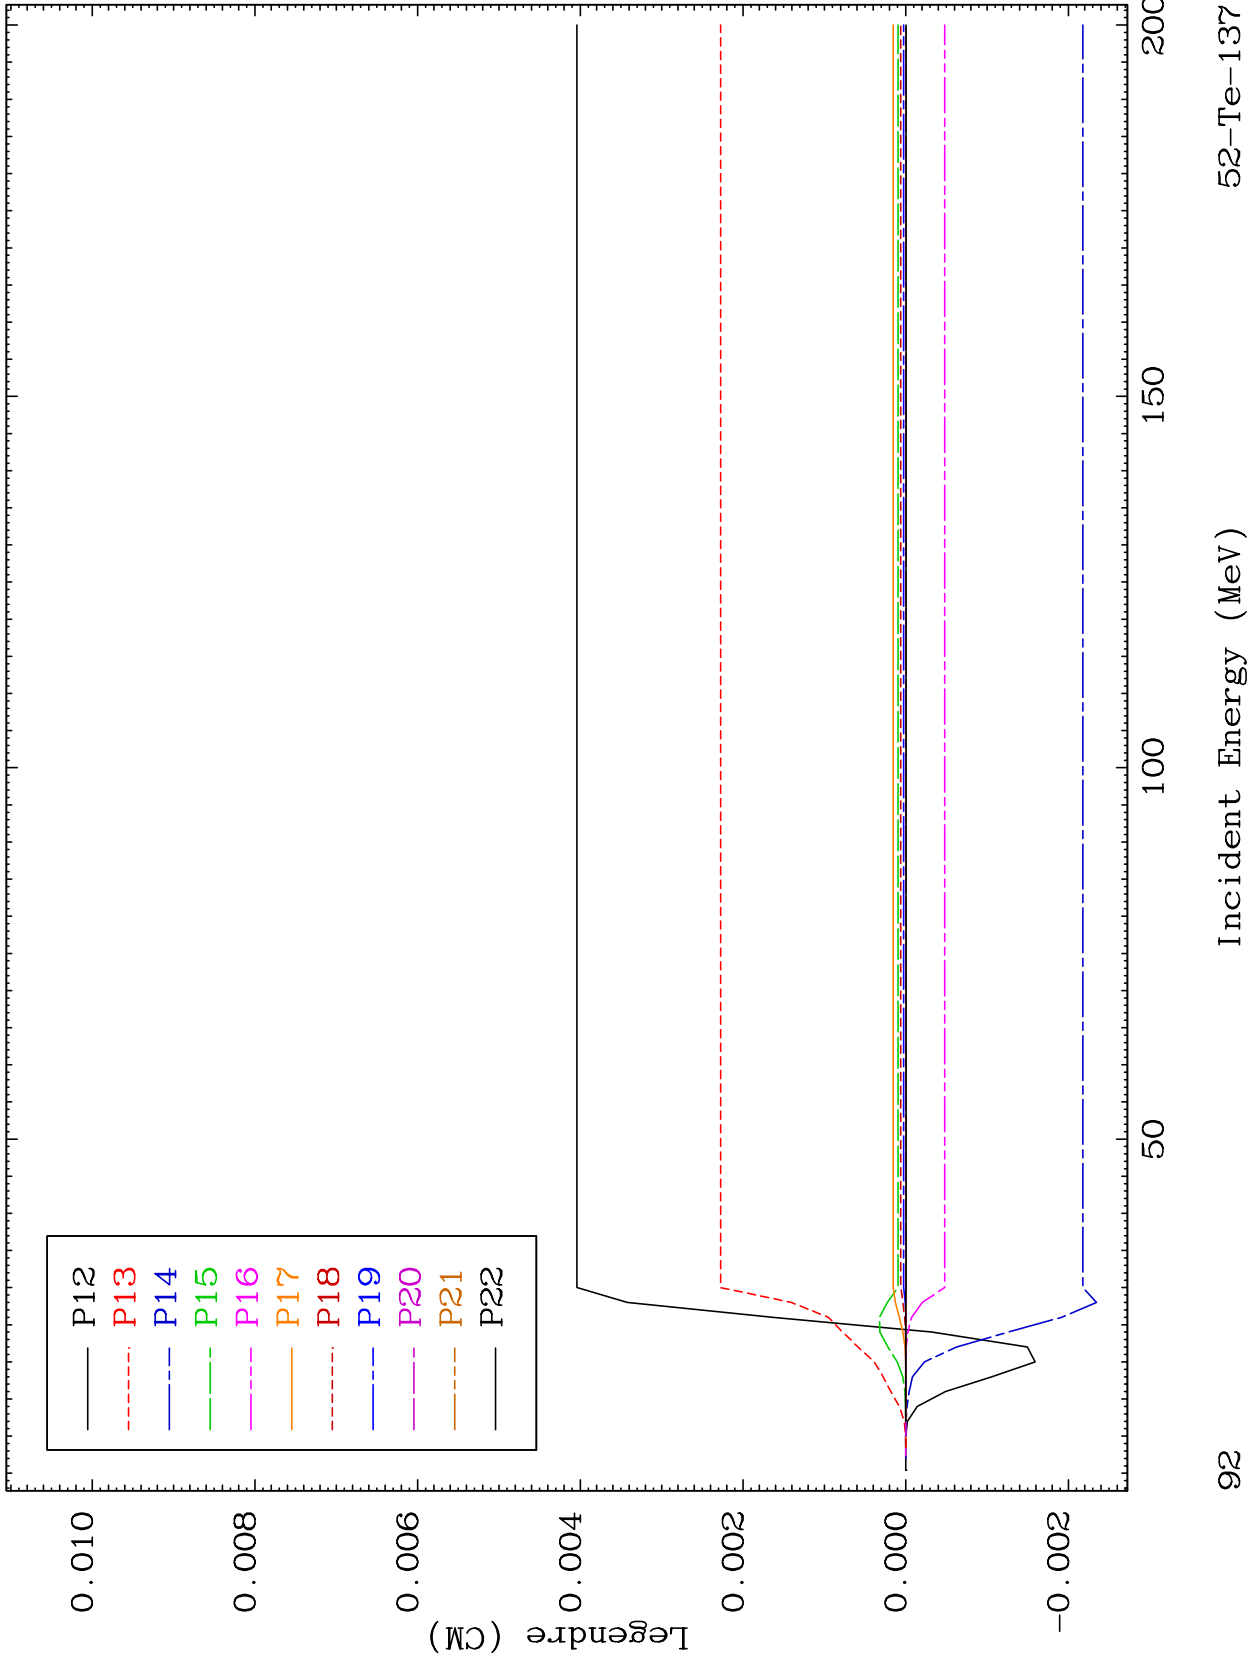 P12
P13
P14
P15
P16
P17
P18
P19
P20
P21
P22
0.010
0.008
0.006
0.004
0.002
0.000
-0.002
Legendre (CM)
50
100
150
200
Incident Energy (MeV)
92
52-Te-137